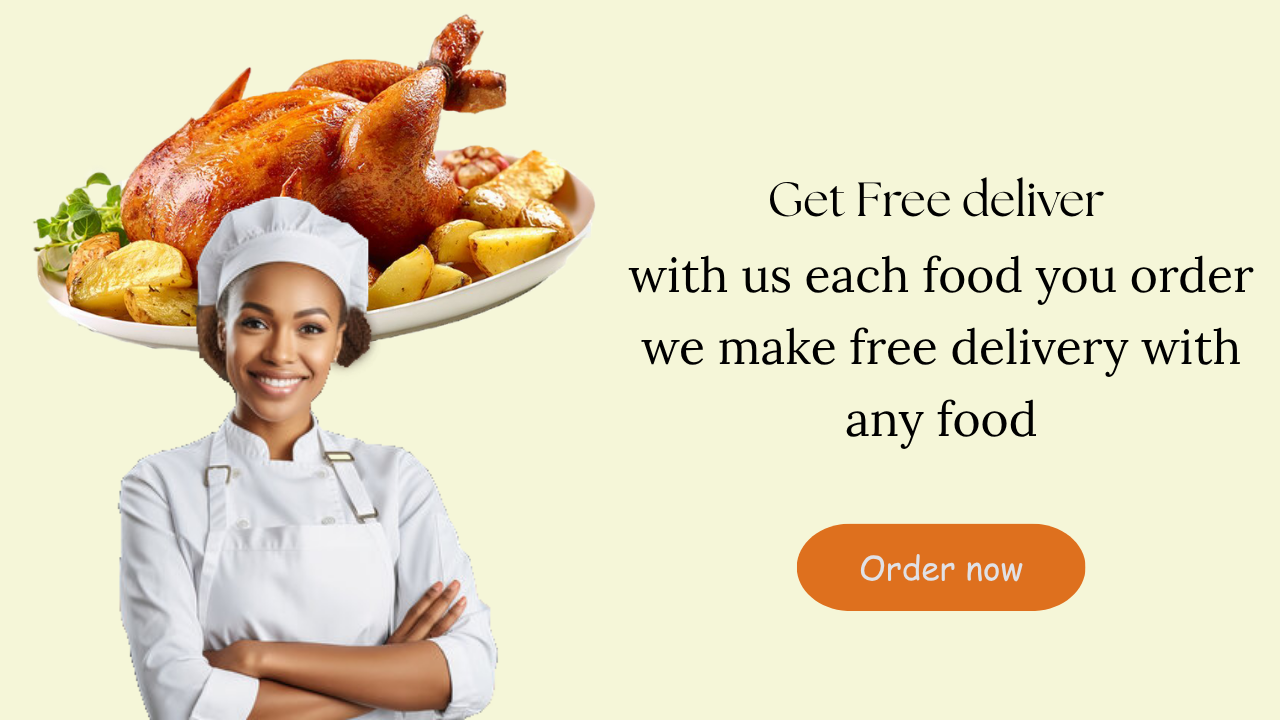 Get Free deliver
with us each food you order
we make free delivery with
any food
Order now